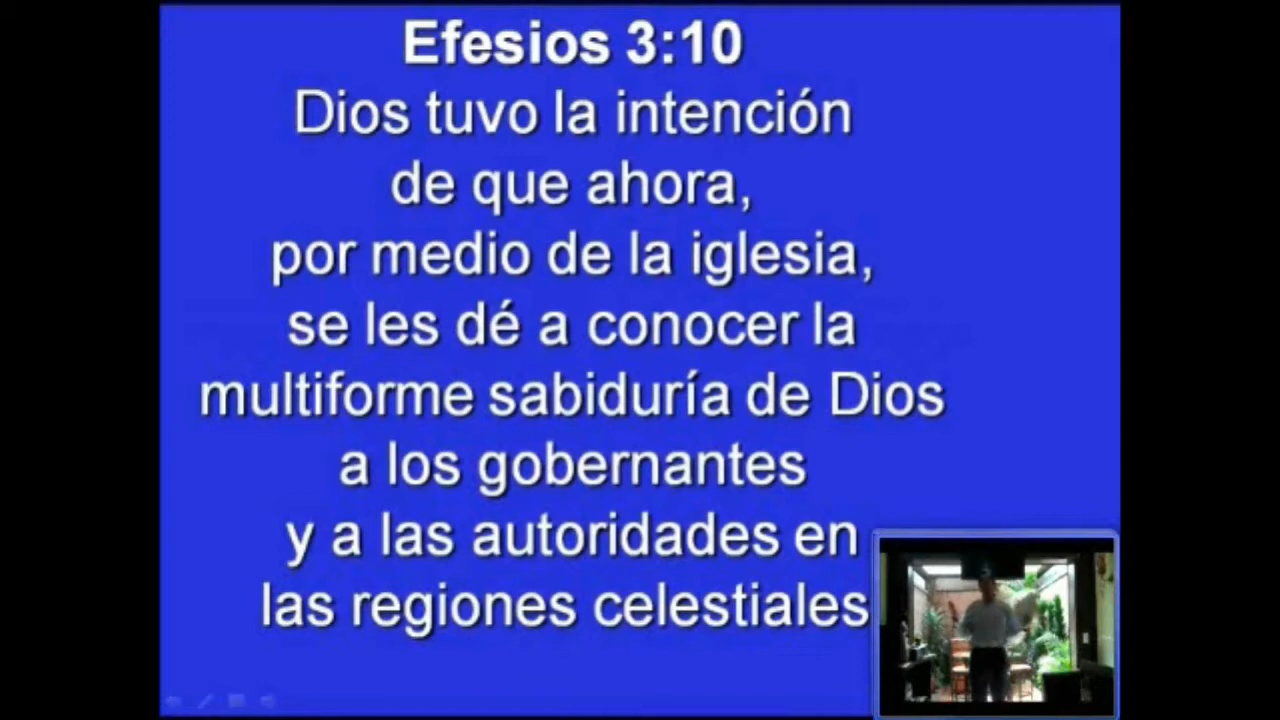 Efesios 3:10
Dios tuvo la intención
de que ahora,
por medio de la iglesia,
se les dé a conocer la
multiforme sabiduría de Dios
a los gobernantes
y a las autoridades en
las regiones celestiales